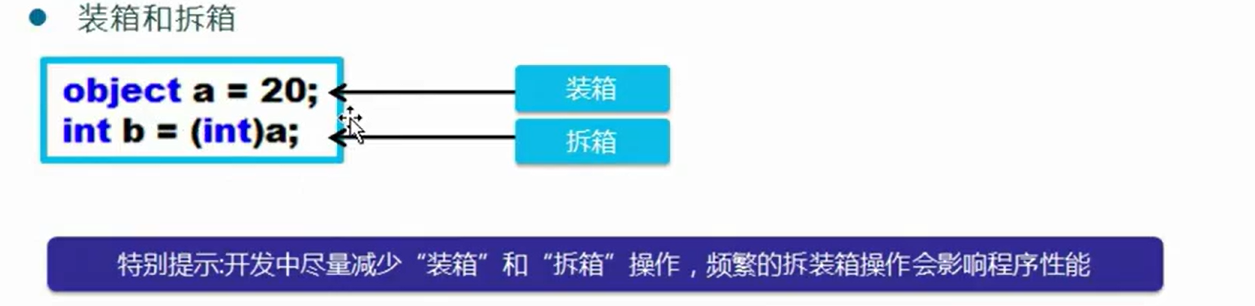 装箱和拆箱
object a = 20;
装箱
int b = (int)a;
拆箱
特别提示:开发中尽量减少“装箱”和“拆箱”操作，频繁的拆装箱操作会影响程序性能